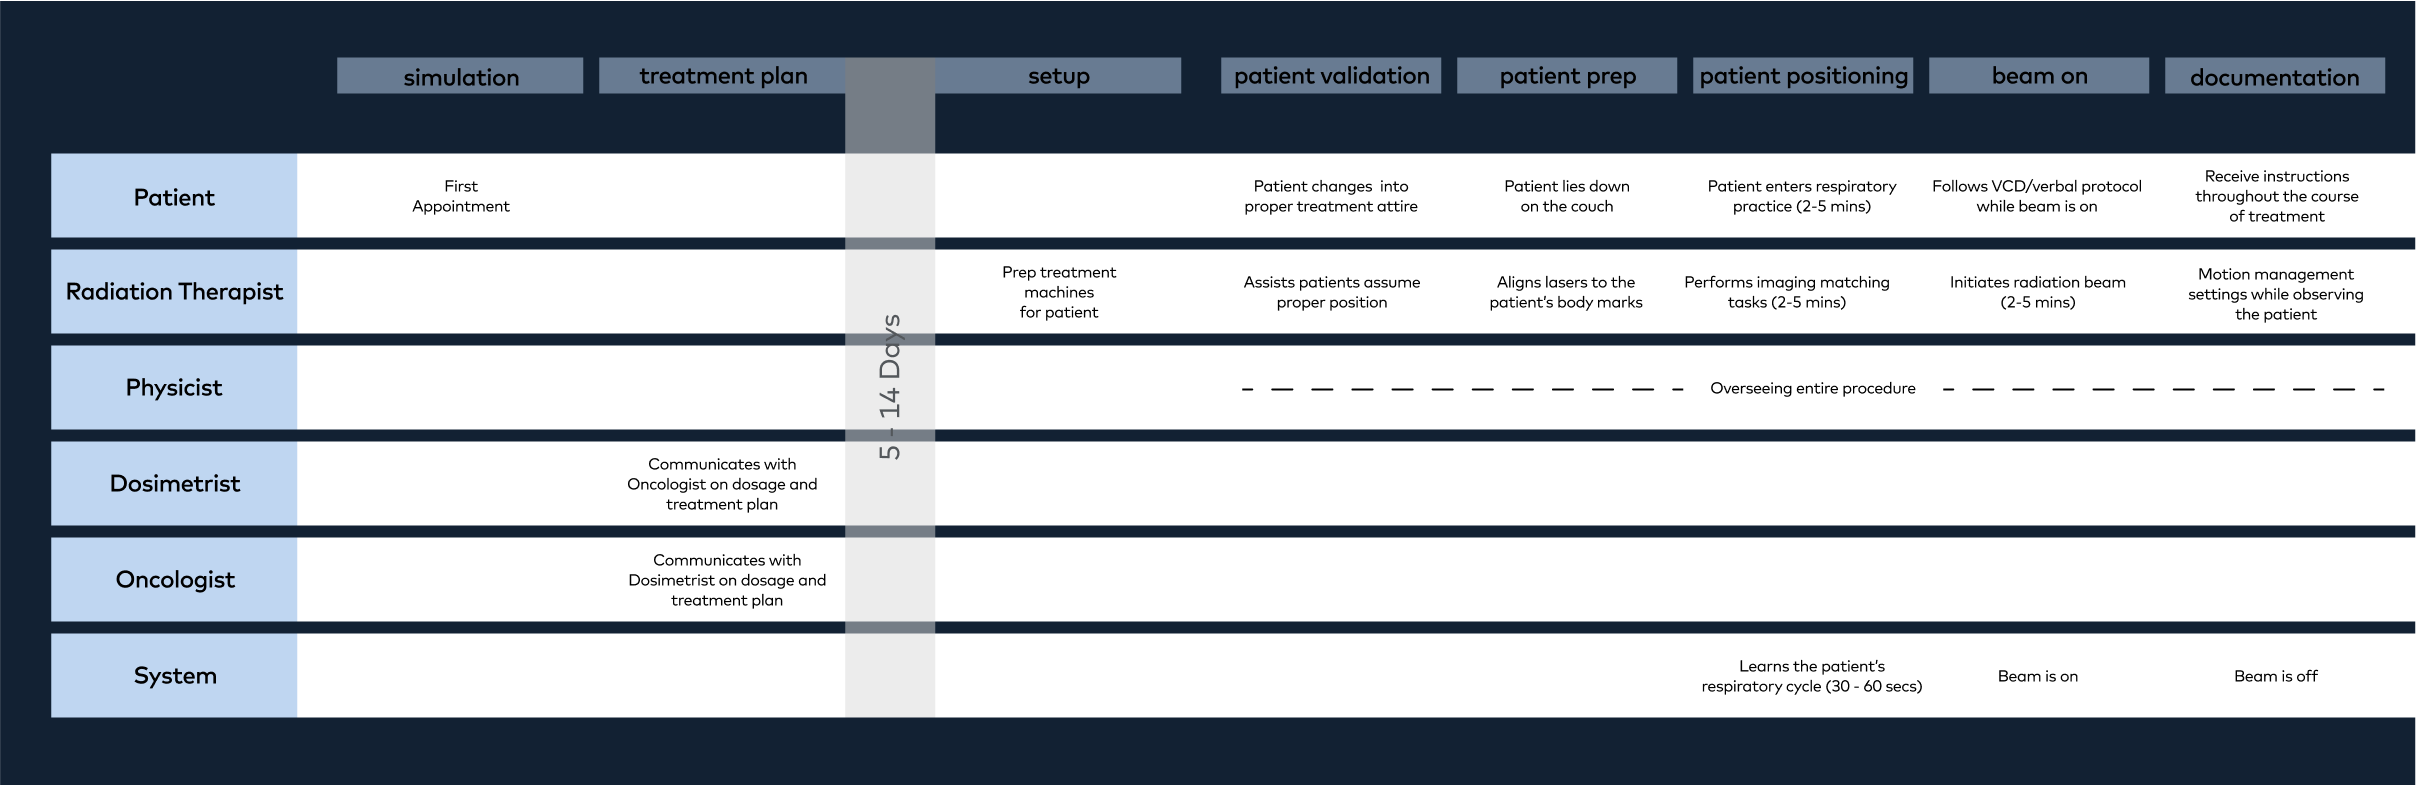 simulation
treatment plan
setup
patient validation
patient prep
patient positioning
beam on
documentation
Patient
First
Appointment
Patient changes into
proper treatment attire
Patient lies down
on the couch
Patient enters respiratory
practice (2-5 mins)
Follows VCD/verbal protocol
while beam is on
Receive instructions
throughout the course
of treatment
Radiation Therapist
Prep treatment
machines
for patient
Assists patients assume
proper position
Aligns lasers to the
patient's body marks
Performs imaging matching
tasks (2-5 mins)
Initiates radiation beam
(2-5 mins)
Motion management
settings while observing
the patient
5 - 14 Days
Physicist
Overseeing entire procedure
Dosimetrist
Communicates with
Oncologist on dosage and
treatment plan
Oncologist
Communicates with
Dosimetrist on dosage and
treatment plan
System
Learns the patient's
respiratory cycle (30 - 60 secs)
Beam is on
Beam is off